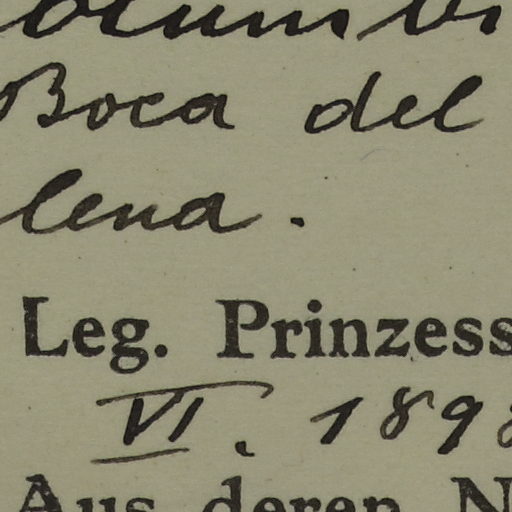 Boca del
lena.
Leg. Prinzess
VI. 189
Aus deren N